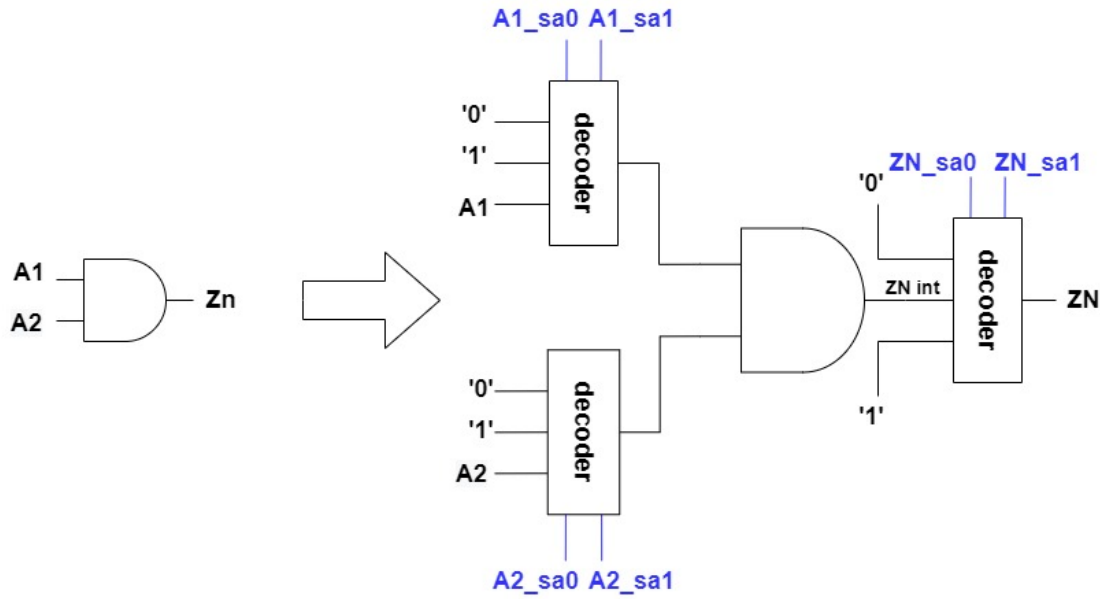 A1_sa0 A1_sa1
'0'
'1'
A1
decoder
A1
A2
Zn
'0'
'1'
A2
decoder
A2_sa0 A2_sa1
ZN_sa0 ZN_sa1
'0'
ZN int
'1'
decoder
ZN